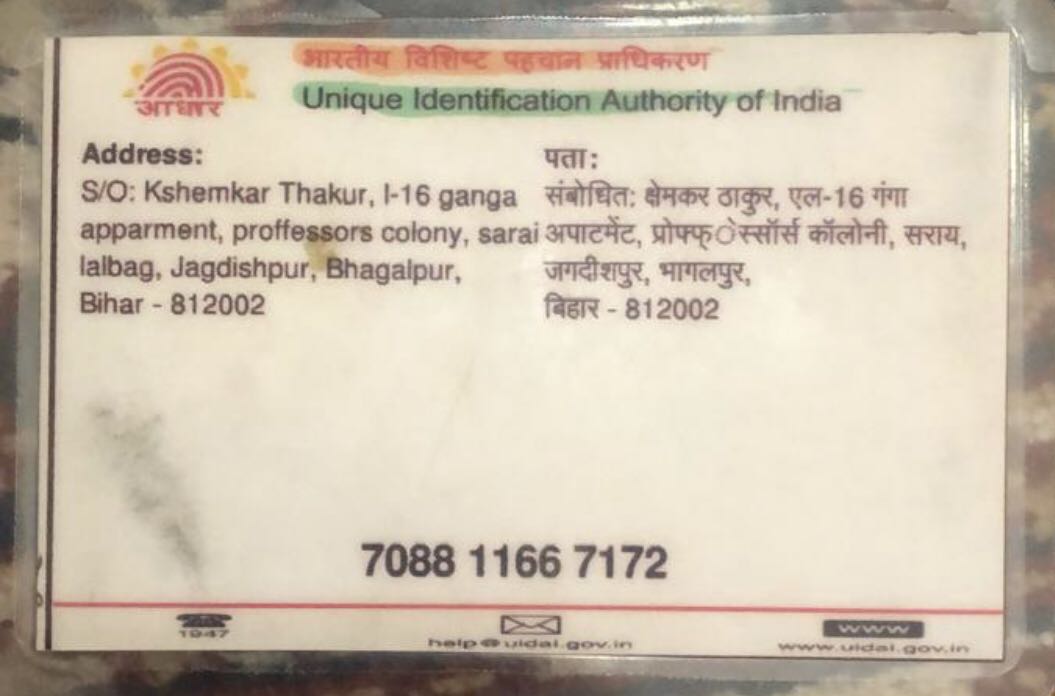 भारतीय विशिष्ट पहचान प्राधिकरण
आधार
Unique Identification Authority of India
Address:
S/O: Kshemkar Thakur, l-16 ganga
apparment, proffessors colony, sarai
lalbag, Jagdishpur, Bhagalpur,
Bihar - 812002
पता:
संबोधित: क्षेमकर ठाकुर, एल-16 गंगा
अपाटमेंट, प्रोफ्फ्ेस्सॉर्स कॉलोनी, सराय,
जगदीशपुर, भागलपुर,
बिहार - 812002
7088 1166 7172
1947
help@uidai.gov.in
www
www.uidai.gov.in